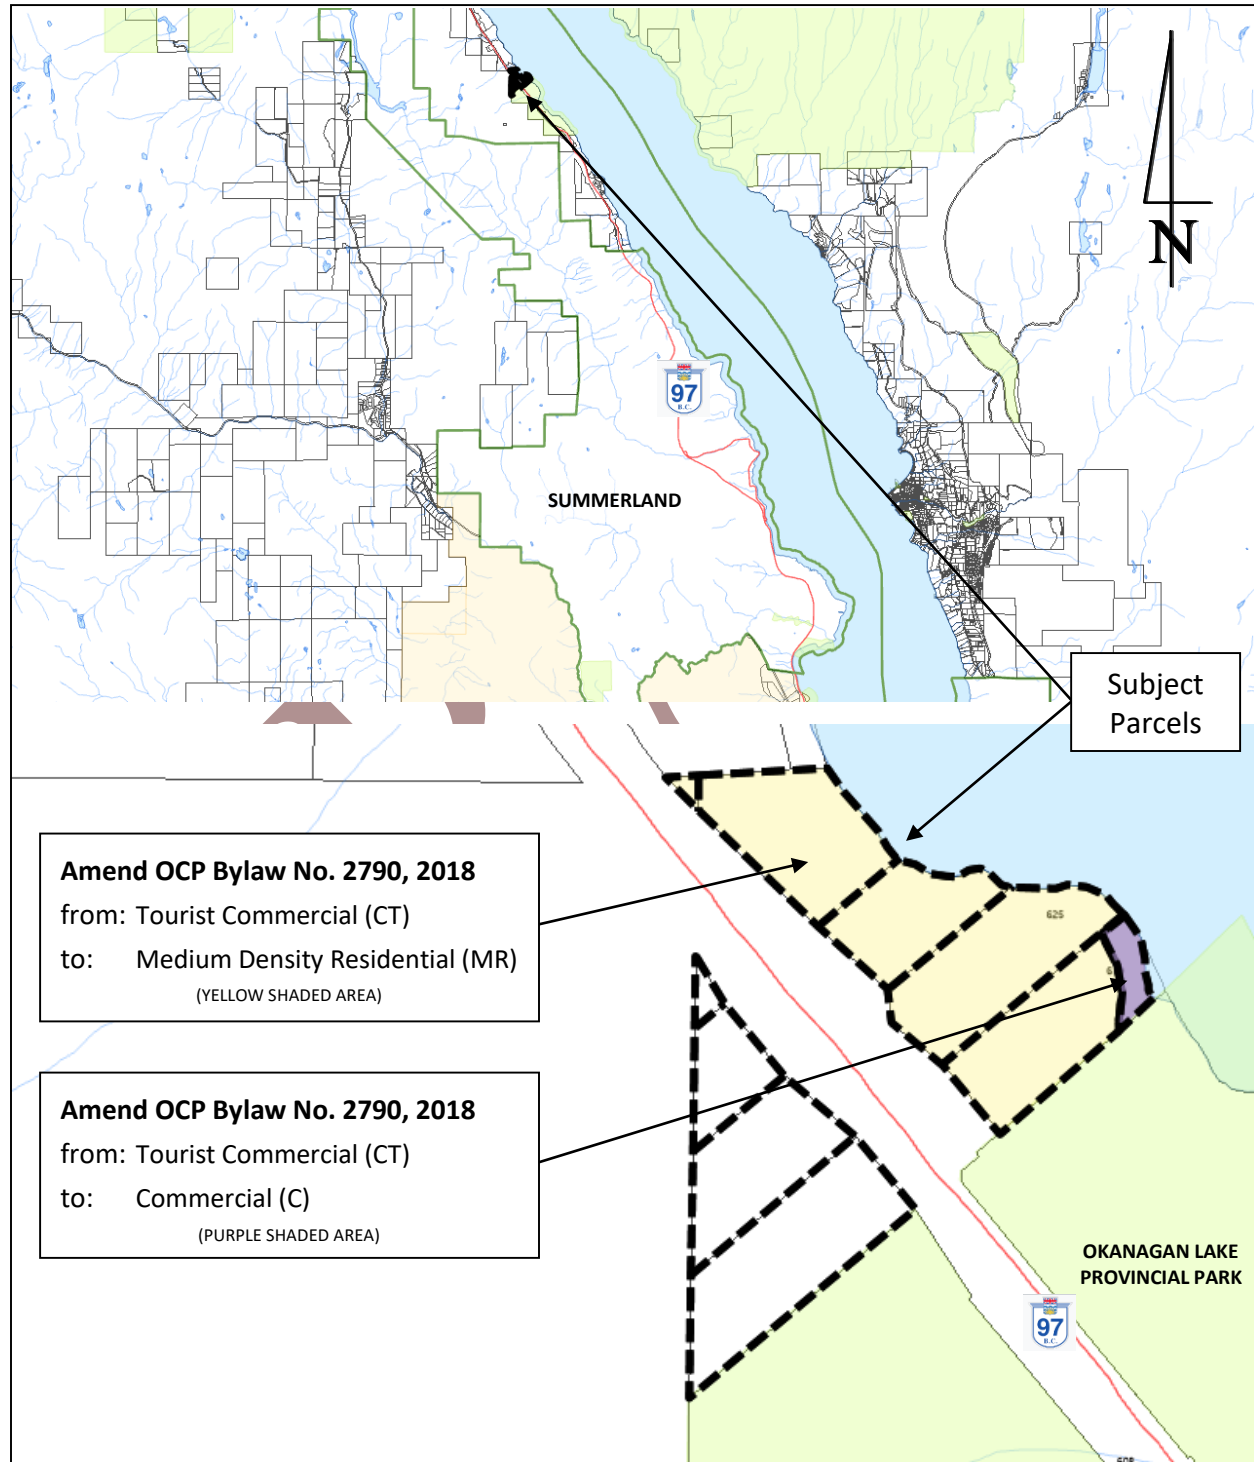 N
97
B.C.
SUMMERLAND
Subject
Parcels
Amend OCP Bylaw No. 2790, 2018
from: Tourist Commercial (CT)
to: Medium Density Residential (MR)
(YELLOW SHADED AREA)
625
Amend OCP Bylaw No. 2790, 2018
from: Tourist Commercial (CT)
to: Commercial (C)
(PURPLE SHADED AREA)
OKANAGAN LAKE
PROVINCIAL PARK
97
B.C.